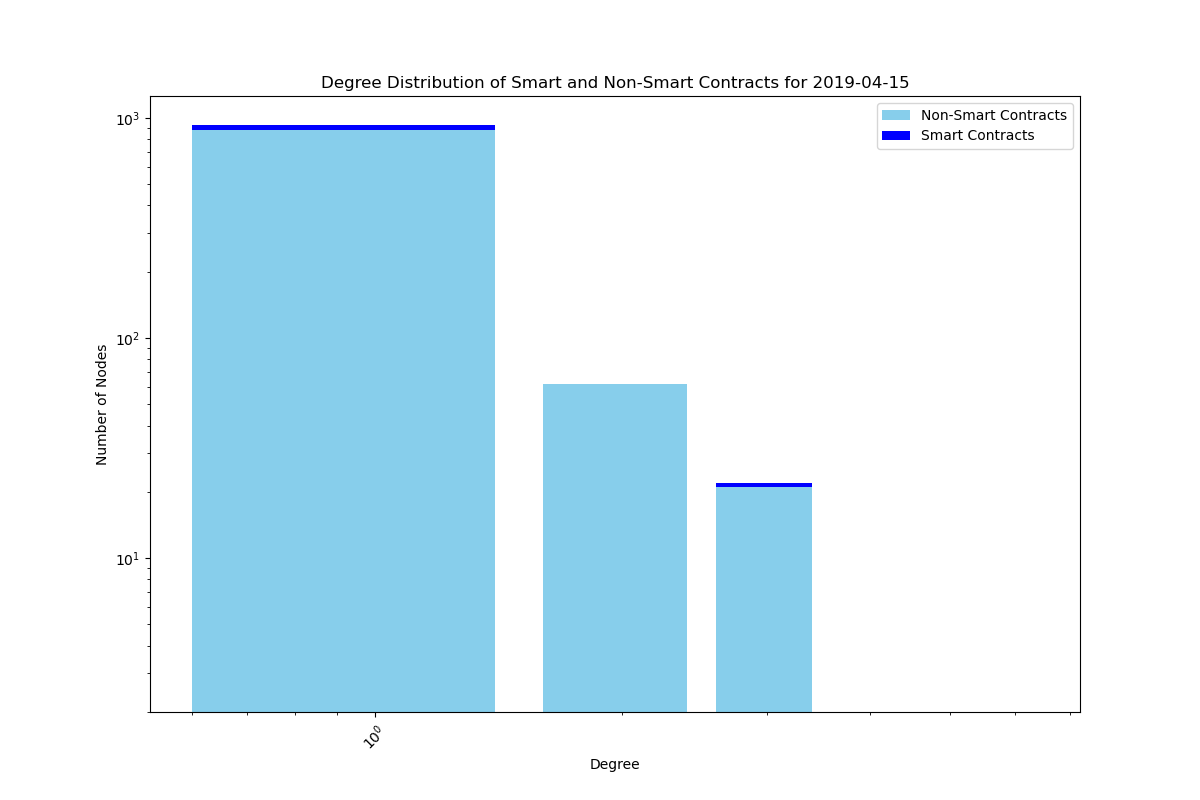 Degree Distribution of Smart and Non-Smart Contracts for 2019-04-15
Non-Smart Contracts
Smart Contracts
10³
10²
10¹
Number of Nodes
10⁰
Degree